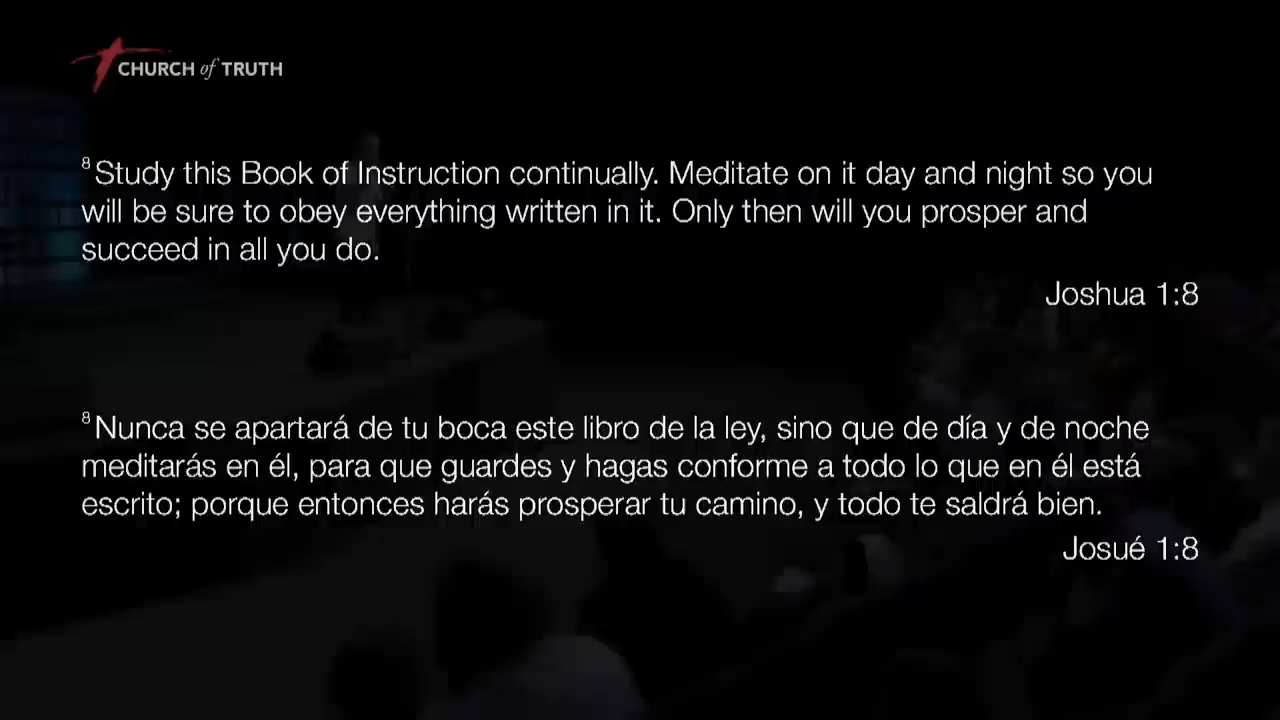 CHURCH of TRUTH
⁸Study this Book of Instruction continually. Meditate on it day and night so you
will be sure to obey everything written in it. Only then will you prosper and
succeed in all you do.
Joshua 1:8
⁸Nunca se apartará de tu boca este libro de la ley, sino que de día y de noche
meditarás en él, para que guardes y hagas conforme a todo lo que en él está
escrito; porque entonces harás prosperar tu camino, y todo te saldrá bien.
Josué 1:8